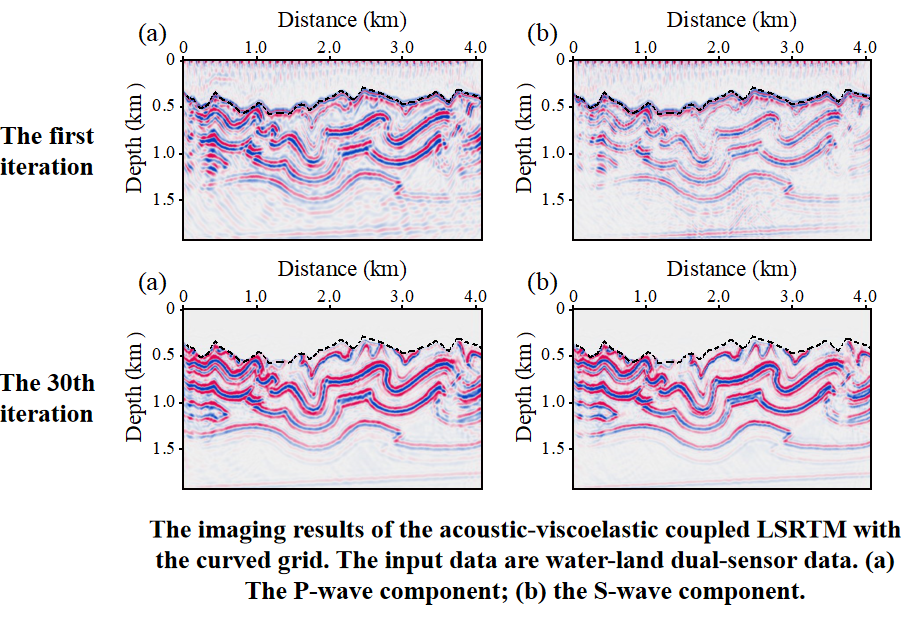 Distance (km)
Distance (km)
(a)
(b)
0 1.0 2.0 3.0 4.0
0 1.0 2.0 3.0 4.0
0
0.5
1.0
1.5
Depth (km )
0
0.5
1.0
1.5
Depth (km )
The first
iteration
Distance (km)
Distance (km)
(a)
(b)
0 1.0 2.0 3.0 4.0
0 1.0 2.0 3.0 4.0
0
0.5
1.0
1.5
Depth (km )
0
0.5
1.0
1.5
Depth (km )
The 30th
iteration
The imaging results of the acoustic-viscoelastic coupled LSRTM with
the curved grid. The input data are water-land dual-sensor data. (a)
The P-wave component; (b) the S-wave component.